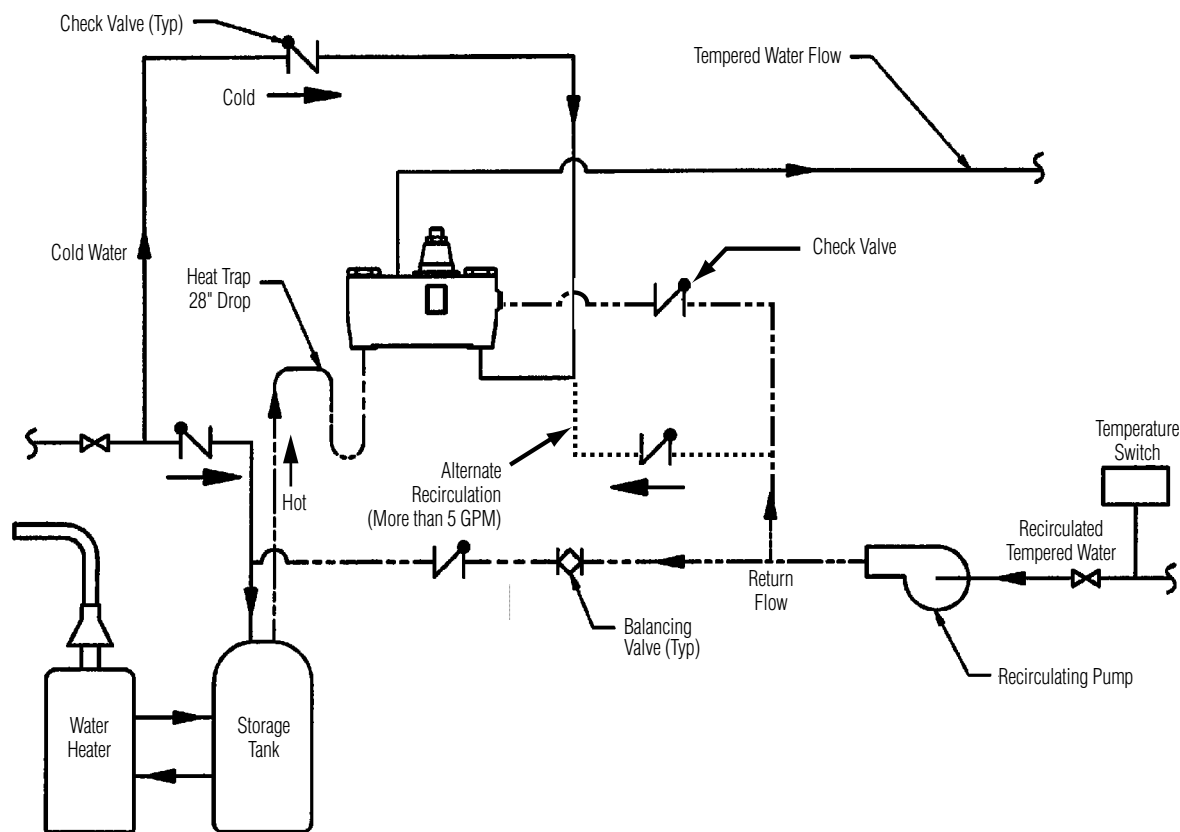 Check Valve (Typ)
Tempered Water Flow
Cold
Cold Water
Check Valve
Heat Trap
28" Drop
Temperature
Switch
Alternate
Recirculation
(More than 5 GPM)
Hot
Recirculated
Tempered Water
Return
Flow
Balancing
Valve (Typ)
Recirculating Pump
Water
Heater
Storage
Tank